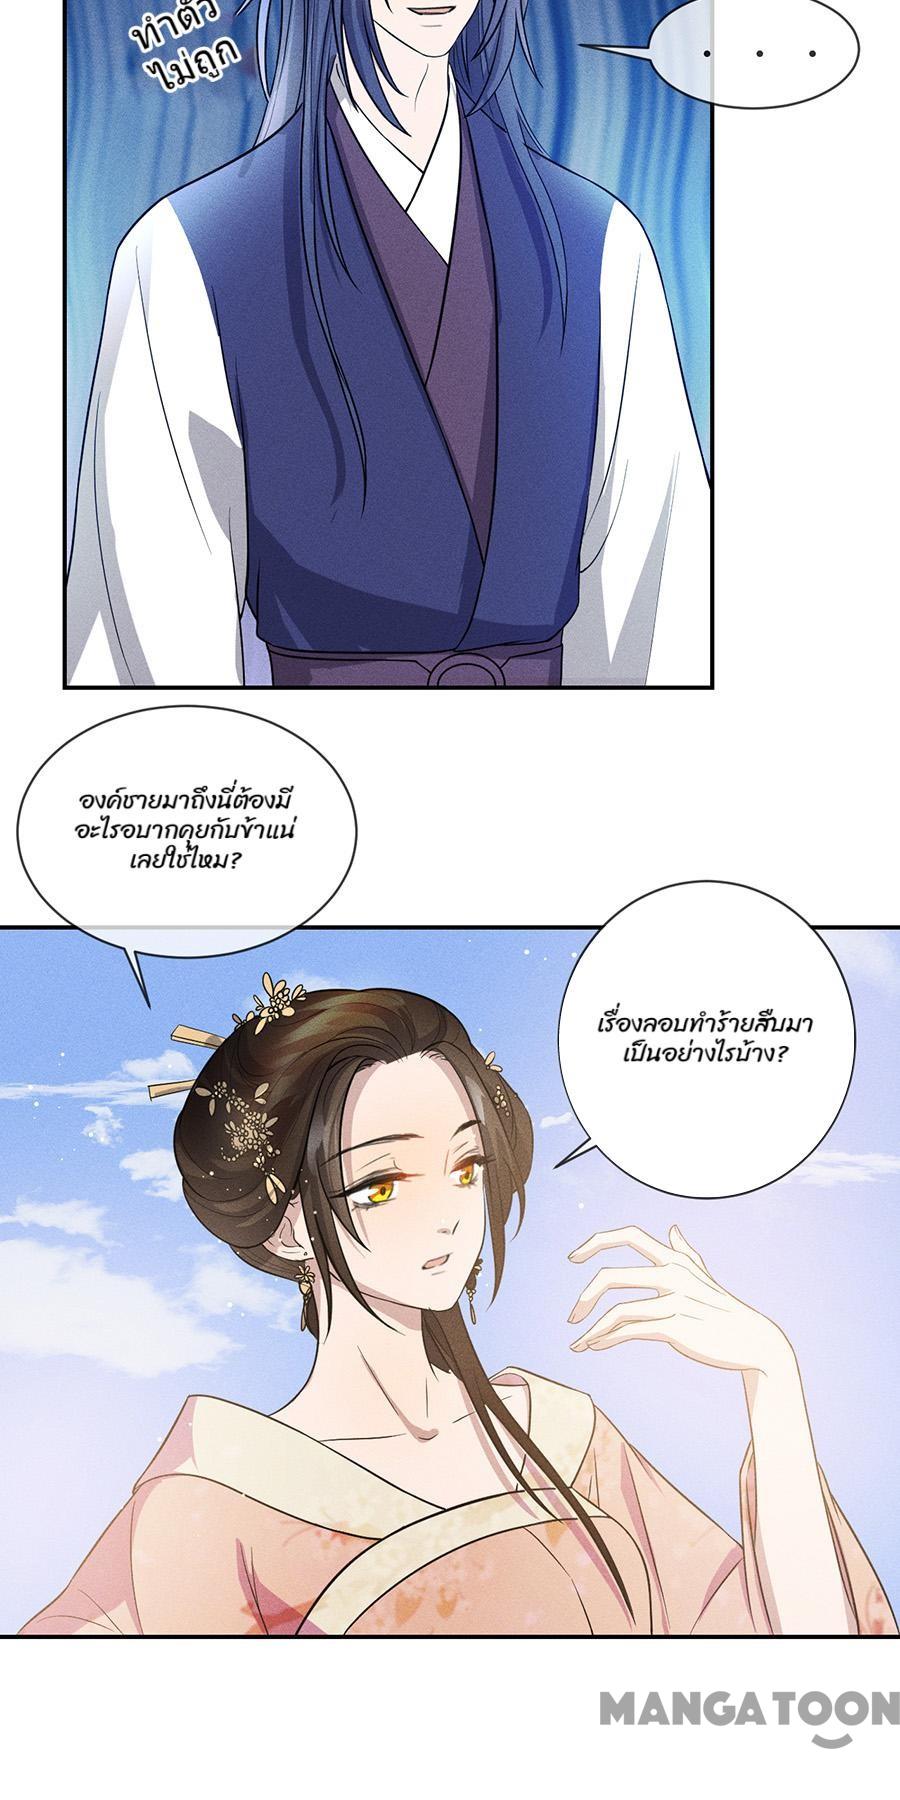 ทำตัว
ไม่ถูก
. . .
องค์ชายมาถึงนี่ต้องมี
อะไรอบากคุยกับข้าแน่
เลยใช่ไหม?
เรื่องลอบทำร้ายสืบมา
เป็นอย่างไรบ้าง?
MANGATOON